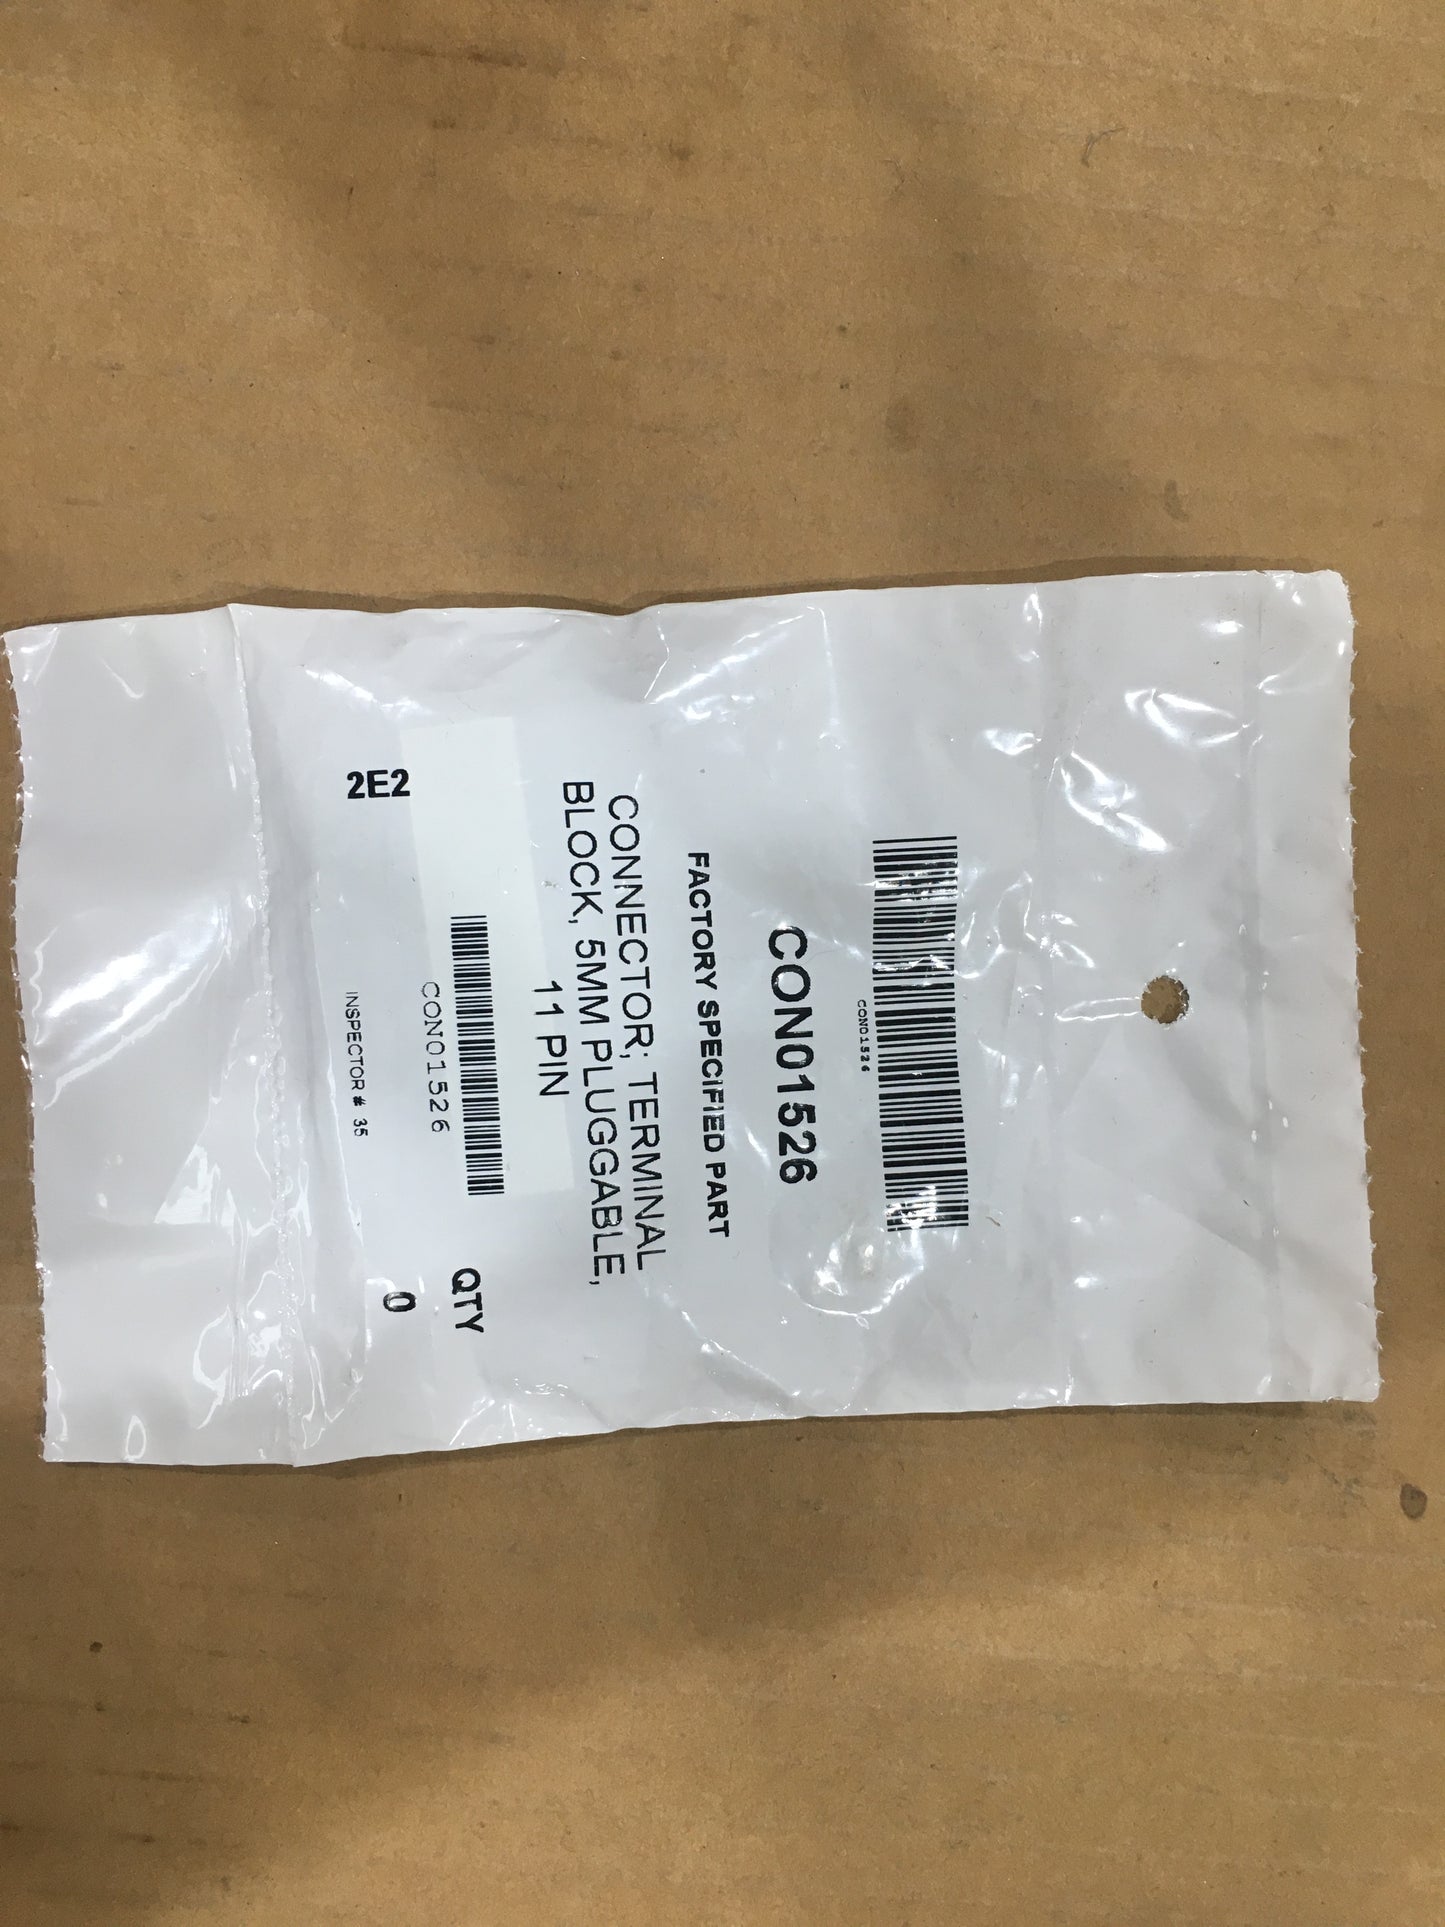 CON01526
CON01526
FACTORY SPECIFIED PART
CONNECTOR; TERMINAL
BLOCK, 5MM PLUGGABLE,
11 PIN
QTY
CON01526
0
2E2
INSPECTOR # 35